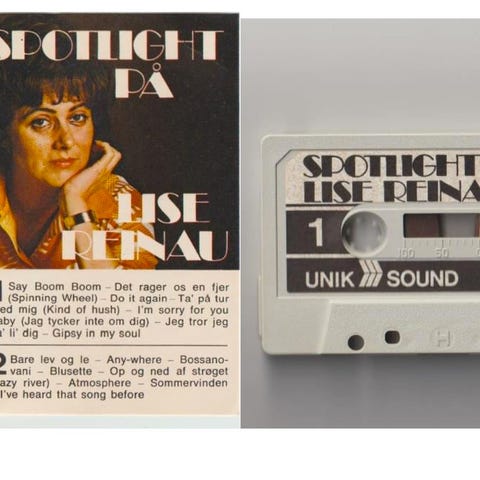 SPOTLIGHT
PÅ
LISE
REINAU
1 Say Boom Boom – Det rager os en fjer
(Spinning Wheel) – Do it again – Ta' på tur
ed mig (Kind of hush) – I'm sorry for you
aby (Jag tycker inte om dig) – Jeg tror jeg
a' li' dig – Gipsy in my soul
2 Bare lev og le – Any-where – Bossano-
vani – Blusette – Op og ned af strøget
azy river) – Atmosphere – Sommervinden
I've heard that song before
SPOTLIGHT
LISE REINA
1
100 50 0
UNIK SOUND